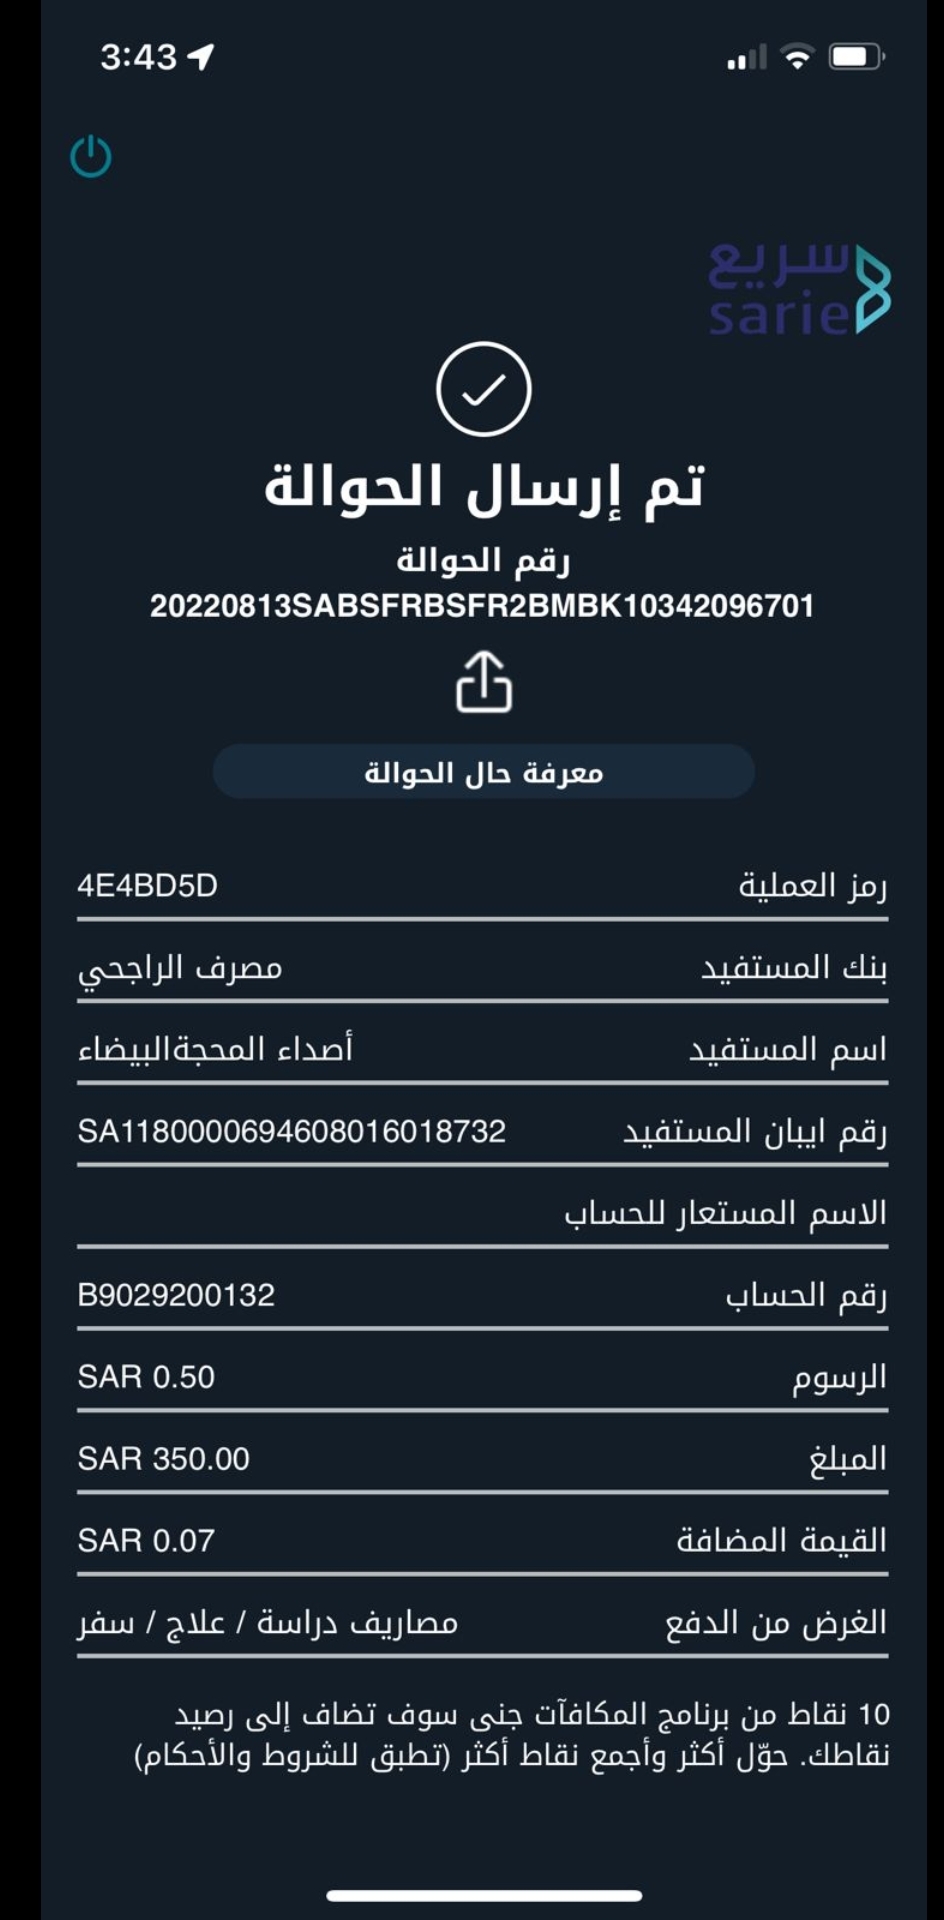 3:43
سريع
sarie
تم إرسال الحوالة
رقم الحوالة
20220813SABSFRBSFR2BMBK10342096701
معرفة حال الحوالة
رمز العملية 4E4BD5D
بنك المستفيد مصرف الراجحي
اسم المستفيد أصداء المحجةالبيضاء
رقم ايبان المستفيد SA1180000694608016018732
الاسم المستعار للحساب
رقم الحساب B9029200132
الرسوم SAR 0.50
المبلغ SAR 350.00
القيمة المضافة SAR 0.07
الغرض من الدفع مصاريف دراسة / علاج / سفر
10 نقاط من برنامج المكافآت جنى سوف تضاف إلى رصيد
نقاطك. حوّل أكثر وأجمع نقاط أكثر (تطبق للشروط والأحكام)